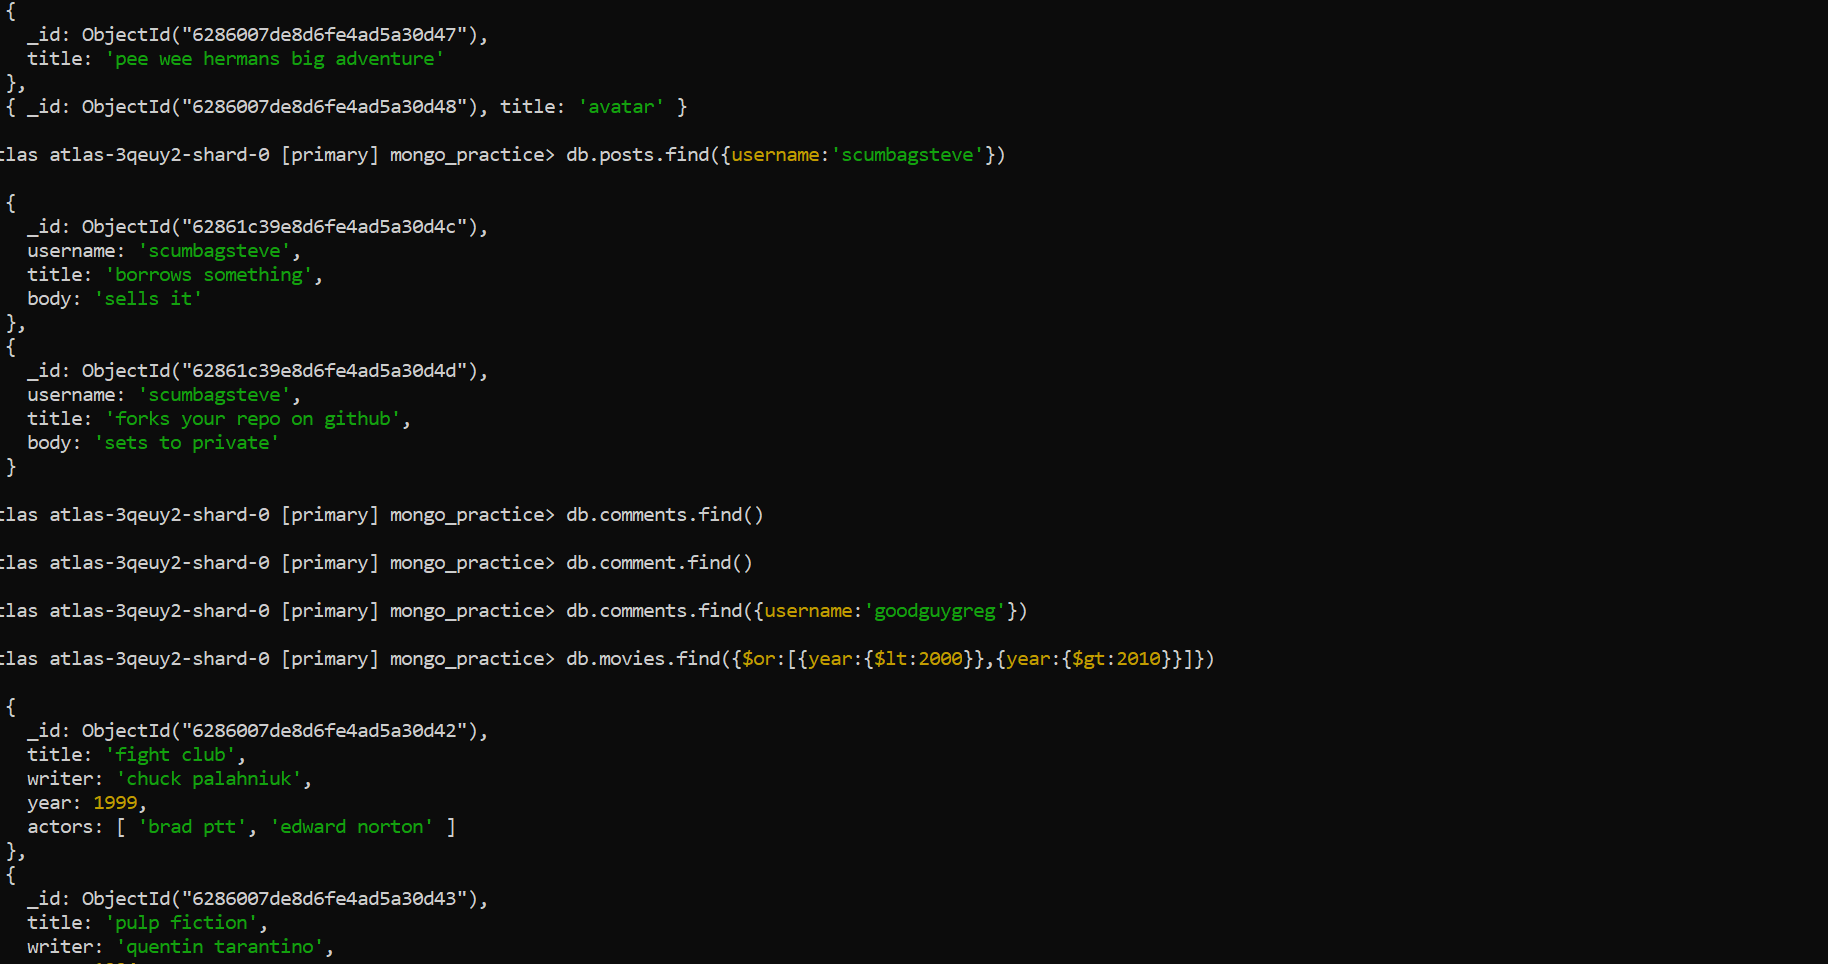 {
  _id: ObjectId("6286007de8d6fe4ad5a30d47"),
  title: 'pee wee hermans big adventure'
},
{ _id: ObjectId("6286007de8d6fe4ad5a30d48"), title: 'avatar' }
tlas atlas-3qeuy2-shard-0 [primary] mongo_practice> db.posts.find({username:'scumbagsteve'})
{
  _id: ObjectId("62861c39e8d6fe4ad5a30d4c"),
  username: 'scumbagsteve',
  title: 'borrows something',
  body: 'sells it'
},
{
  _id: ObjectId("62861c39e8d6fe4ad5a30d4d"),
  username: 'scumbagsteve',
  title: 'forks your repo on github',
  body: 'sets to private'
}
tlas atlas-3qeuy2-shard-0 [primary] mongo_practice> db.comments.find()
tlas atlas-3qeuy2-shard-0 [primary] mongo_practice> db.comment.find()
tlas atlas-3qeuy2-shard-0 [primary] mongo_practice> db.comments.find({username:'goodguygreg'})
tlas atlas-3qeuy2-shard-0 [primary] mongo_practice> db.movies.find({$or:[{year:{$lt:2000}},{year:{$gt:2010}}]})
{
  _id: ObjectId("6286007de8d6fe4ad5a30d42"),
  title: 'fight club',
  writer: 'chuck palahniuk',
  year: 1999,
  actors: [ 'brad ptt', 'edward norton' ]
},
{
  _id: ObjectId("6286007de8d6fe4ad5a30d43"),
  title: 'pulp fiction',
  writer: 'quentin tarantino',